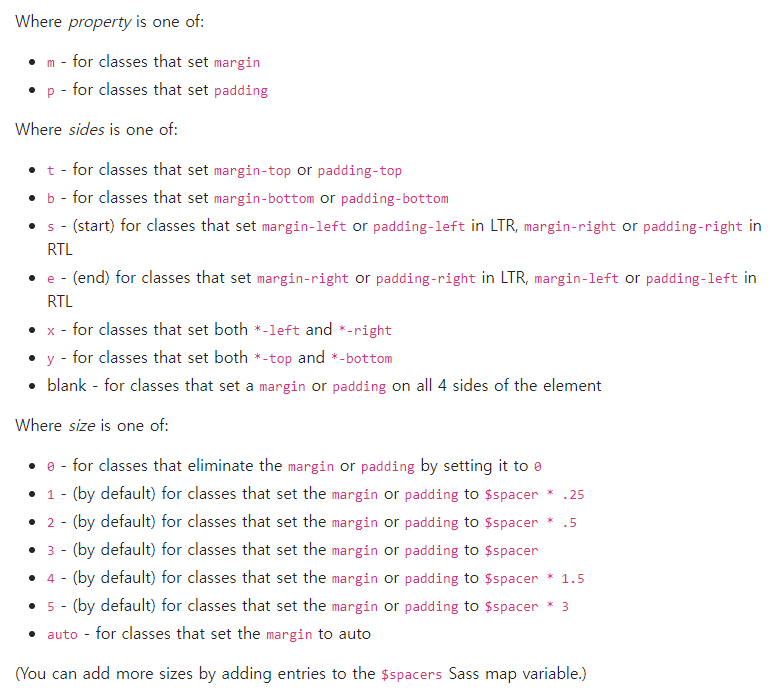 Where property is one of:
• m - for classes that set margin
• p - for classes that set padding
Where sides is one of:
• t - for classes that set margin-top or padding-top
• b - for classes that set margin-bottom or padding-bottom
• s - (start) for classes that set margin-left or padding-left in LTR, margin-right or padding-right in
RTL
• e - (end) for classes that set margin-right or padding-right in LTR, margin-left or padding-left in
RTL
• x - for classes that set both *-left and *-right
• y - for classes that set both *-top and *-bottom
• blank - for classes that set a margin or padding on all 4 sides of the element
Where size is one of:
• 0 - for classes that eliminate the margin or padding by setting it to 0
• 1 - (by default) for classes that set the margin or padding to $spacer * .25
• 2 - (by default) for classes that set the margin or padding to $spacer * .5
• 3 - (by default) for classes that set the margin or padding to $spacer
• 4 - (by default) for classes that set the margin or padding to $spacer * 1.5
• 5 - (by default) for classes that set the margin or padding to $spacer * 3
• auto - for classes that set the margin to auto
(You can add more sizes by adding entries to the $spacers Sass map variable.)